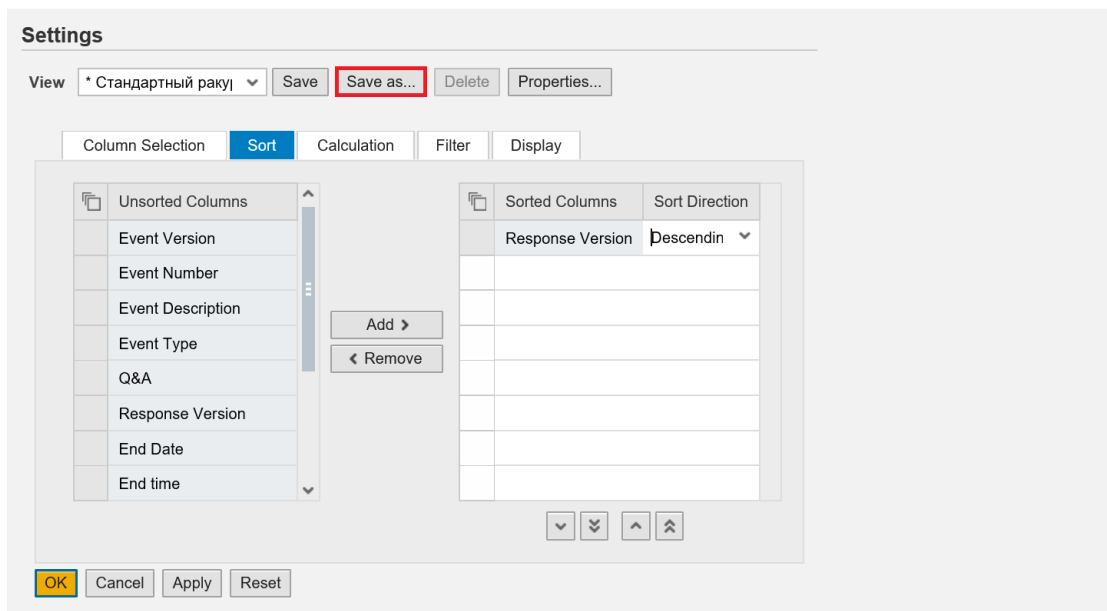 Settings
View * Стандартный раку Save Save as... Delete Properties...
Column Selection Sort Calculation Filter Display
Unsorted Columns
Event Version
Event Number
Event Description
Event Type
Q&A
Response Version
End Date
End time
Add
Remove
Sorted Columns Sort Direction
Response Version Descendin
OK Cancel Apply Reset